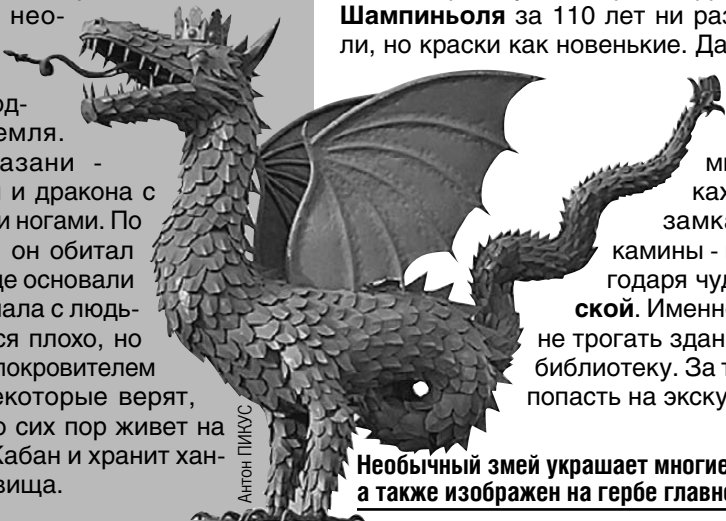 нео-
од-
емля.
азани -
и дракона с
и ногами. По
он обитал
де основали
ала с людь-
ся плохо, но
покровителем
екоторые верят,
о сих пор живет на
Кабан и хранит хан-
вища.
Антон ПИКУС
Шампиньоля за 110 лет ни раз
ли, но краски как новенькие. Да
ми
ках
замка
камины -
годаря чуд
ской. Именно
не трогать здан
библиотеку. За т
попасть на экску
Необычный змей украшает многие
а также изображен на гербе главно